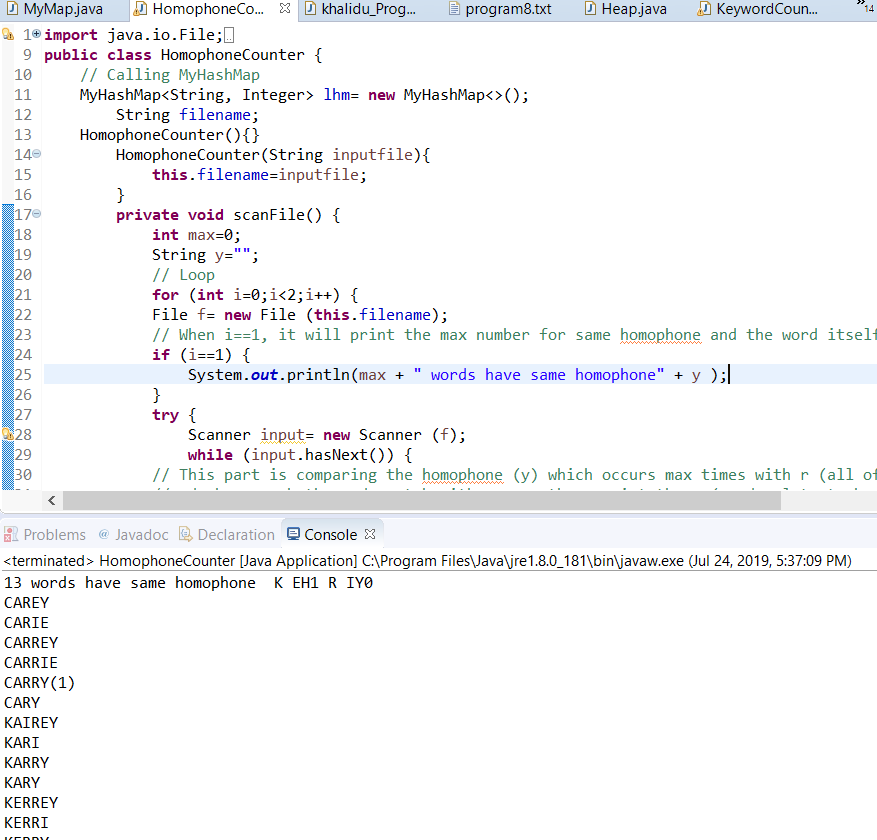 MyMap.java HomophoneCo... khalidu_Prog... program8.txt Heap.java KeywordCoun... »14
1 import java.io.File;
9 public class HomophoneCounter {
10 // Calling MyHashMap
11 MyHashMap<String, Integer> lhm= new MyHashMap<>();
12 String filename;
13 HomophoneCounter(){}
14 HomophoneCounter(String inputfile){
15 this.filename=inputfile;
16 }
17 private void scanFile() {
18 int max=0;
19 String y="";
20 // Loop
21 for (int i=0;i<2;i++) {
22 File f= new File (this.filename);
23 // When i==1, it will print the max number for same homophone and the word itself
24 if (i==1) {
25 System.out.println(max + " words have same homophone" + y );
26 }
27 try {
28 Scanner input= new Scanner (f);
29 while (input.hasNext()) {
30 // This part is comparing the homophone (y) which occurs max times with r (all of
Problems @ Javadoc Declaration Console
<terminated> HomophoneCounter [Java Application] C:\Program Files\Java\jre1.8.0_181\bin\javaw.exe (Jul 24, 2019, 5:37:09 PM)
13 words have same homophone  K EH1 R IY0
CAREY
CARIE
CARREY
CARRIE
CARRY(1)
CARY
KAIREY
KARI
KARRY
KARY
KERREY
KERRI